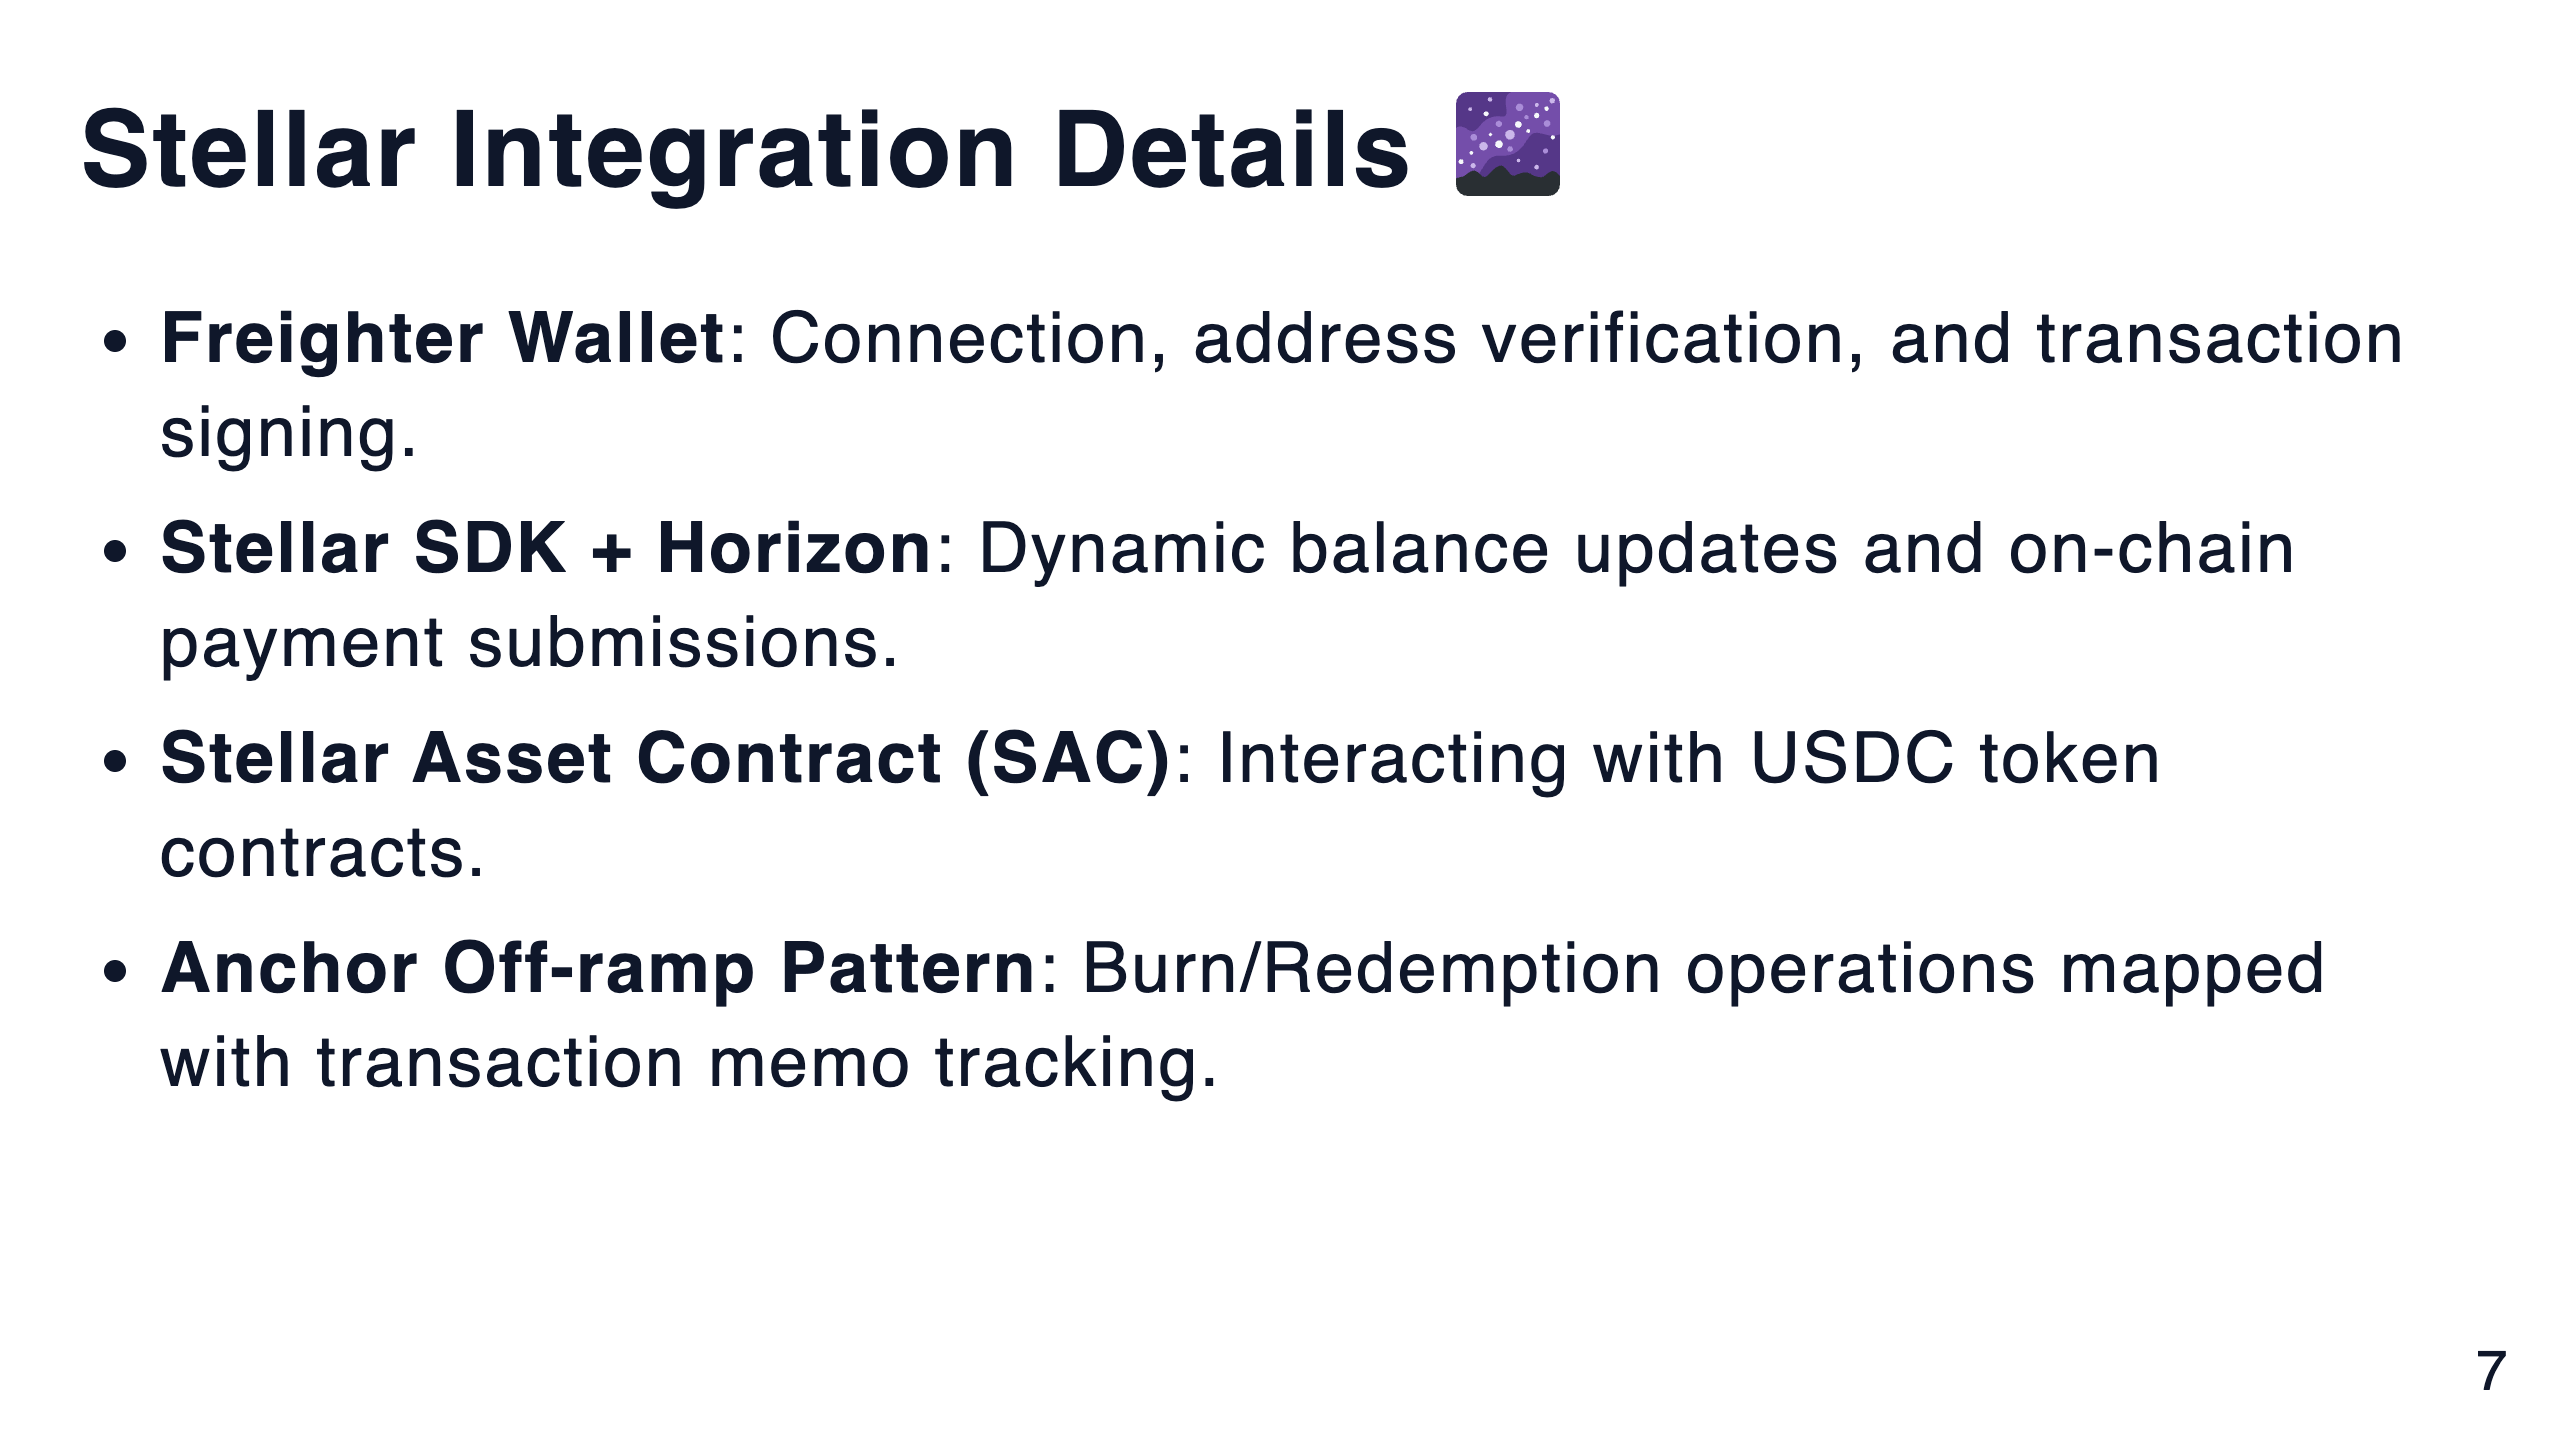 Stellar Integration Details
• Freighter Wallet: Connection, address verification, and transaction
signing.
• Stellar SDK + Horizon: Dynamic balance updates and on-chain
payment submissions.
• Stellar Asset Contract (SAC): Interacting with USDC token
contracts.
• Anchor Off-ramp Pattern: Burn/Redemption operations mapped
with transaction memo tracking.
7